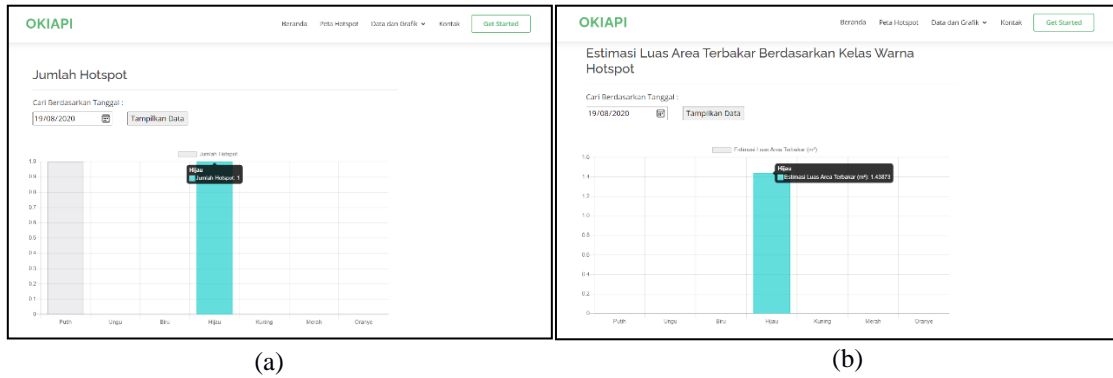 OKIAPI
Beranda Peta Hotspot Data dan Grafik Kontak Get Started
Jumlah Hotspot
Cari Berdasarkan Tanggal :
19/08/2020 Tampilkan Data
Jumlah Hotspot
Hijau
Jumlah Hotspot: 1
1.0
0.9
0.8
0.7
0.6
0.5
0.4
0.3
0.2
0.1
0
Putih Ungu Biru Hijau Kuning Merah Oranye
(a)
OKIAPI
Beranda Peta Hotspot Data dan Grafik Kontak Get Started
Estimasi Luas Area Terbakar Berdasarkan Kelas Warna
Hotspot
Cari Berdasarkan Tanggal :
19/08/2020 Tampilkan Data
Estimasi Luas Area Terbakar (m²)
Hijau
Estimasi Luas Area Terbakar (m²): 1.43873
1.6
1.4
1.2
1.0
0.8
0.6
0.4
0.2
0
Putih Ungu Biru Hijau Kuning Merah Oranye
(b)